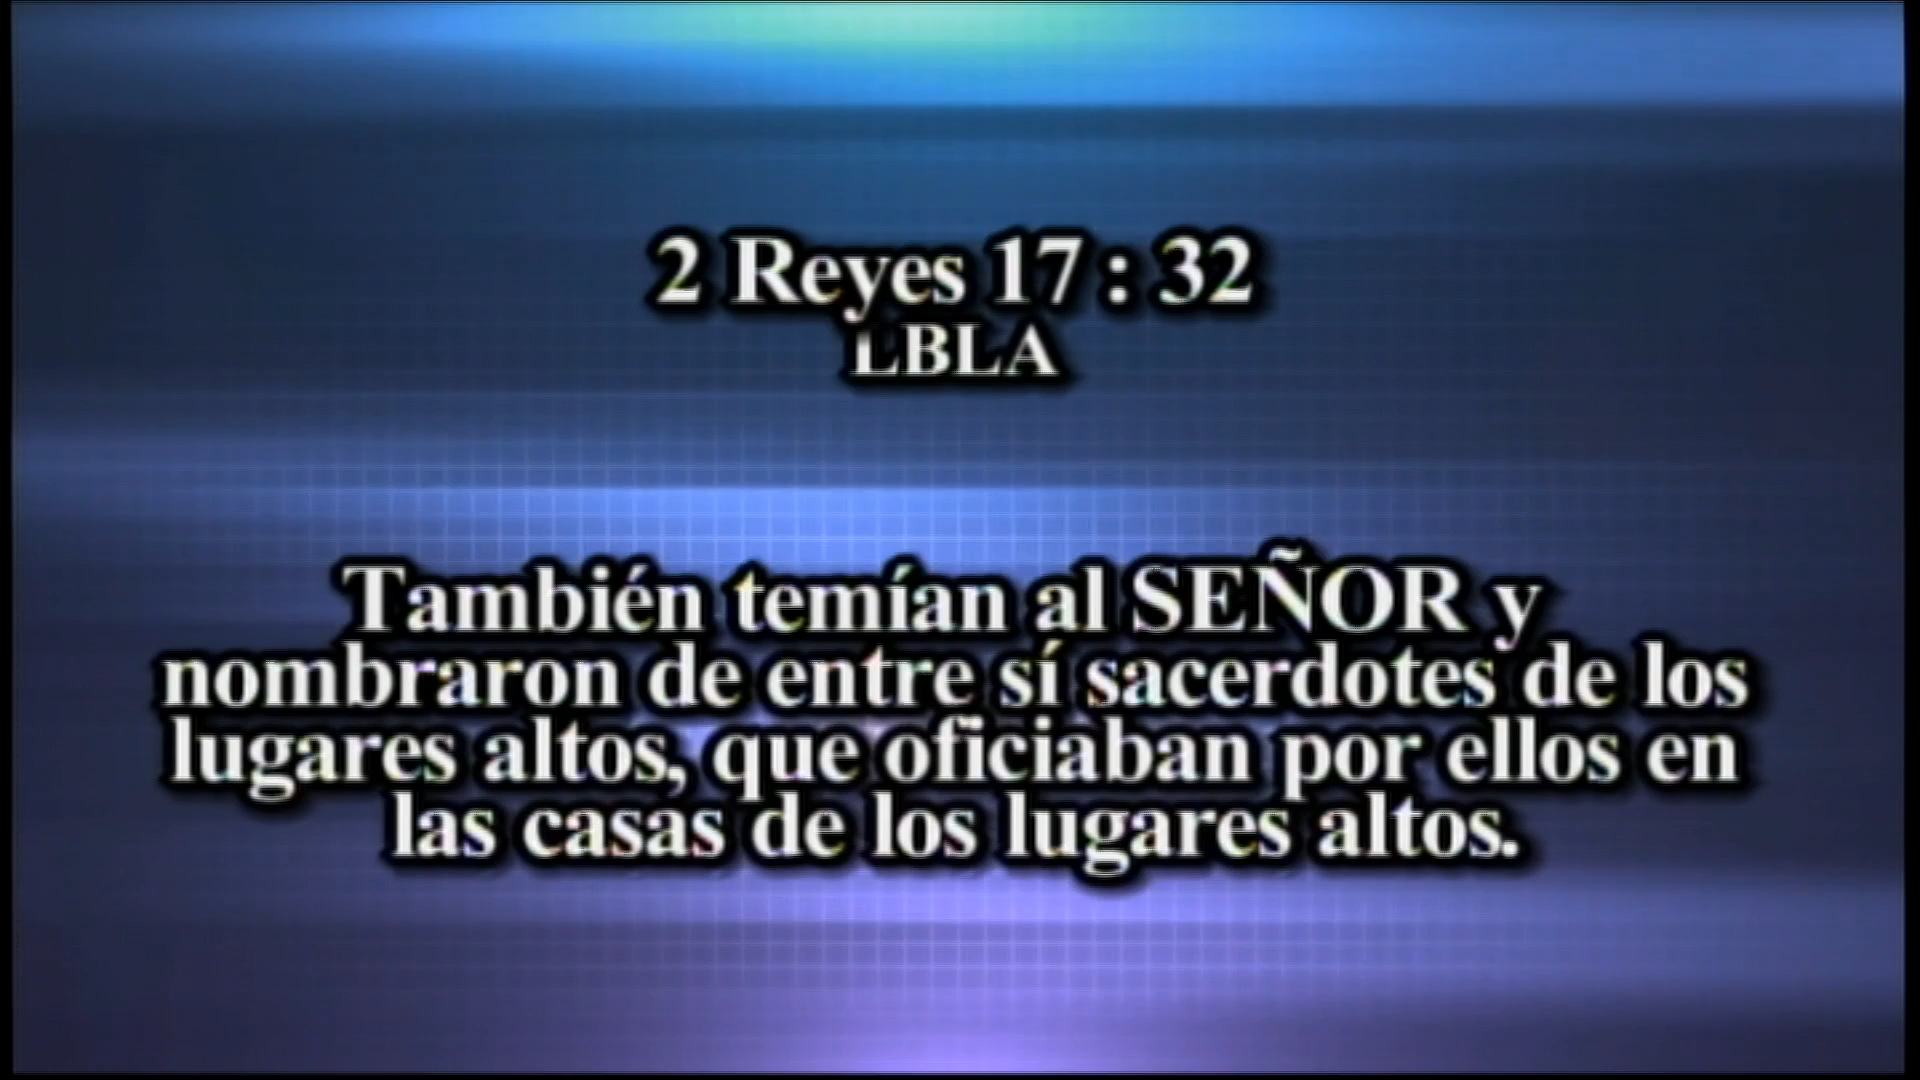 2 Reyes 17 : 32
LBLA
También temían al SEÑOR y
nombraron de entre sí sacerdotes de los
lugares altos, que oficiaban por ellos en
las casas de los lugares altos.